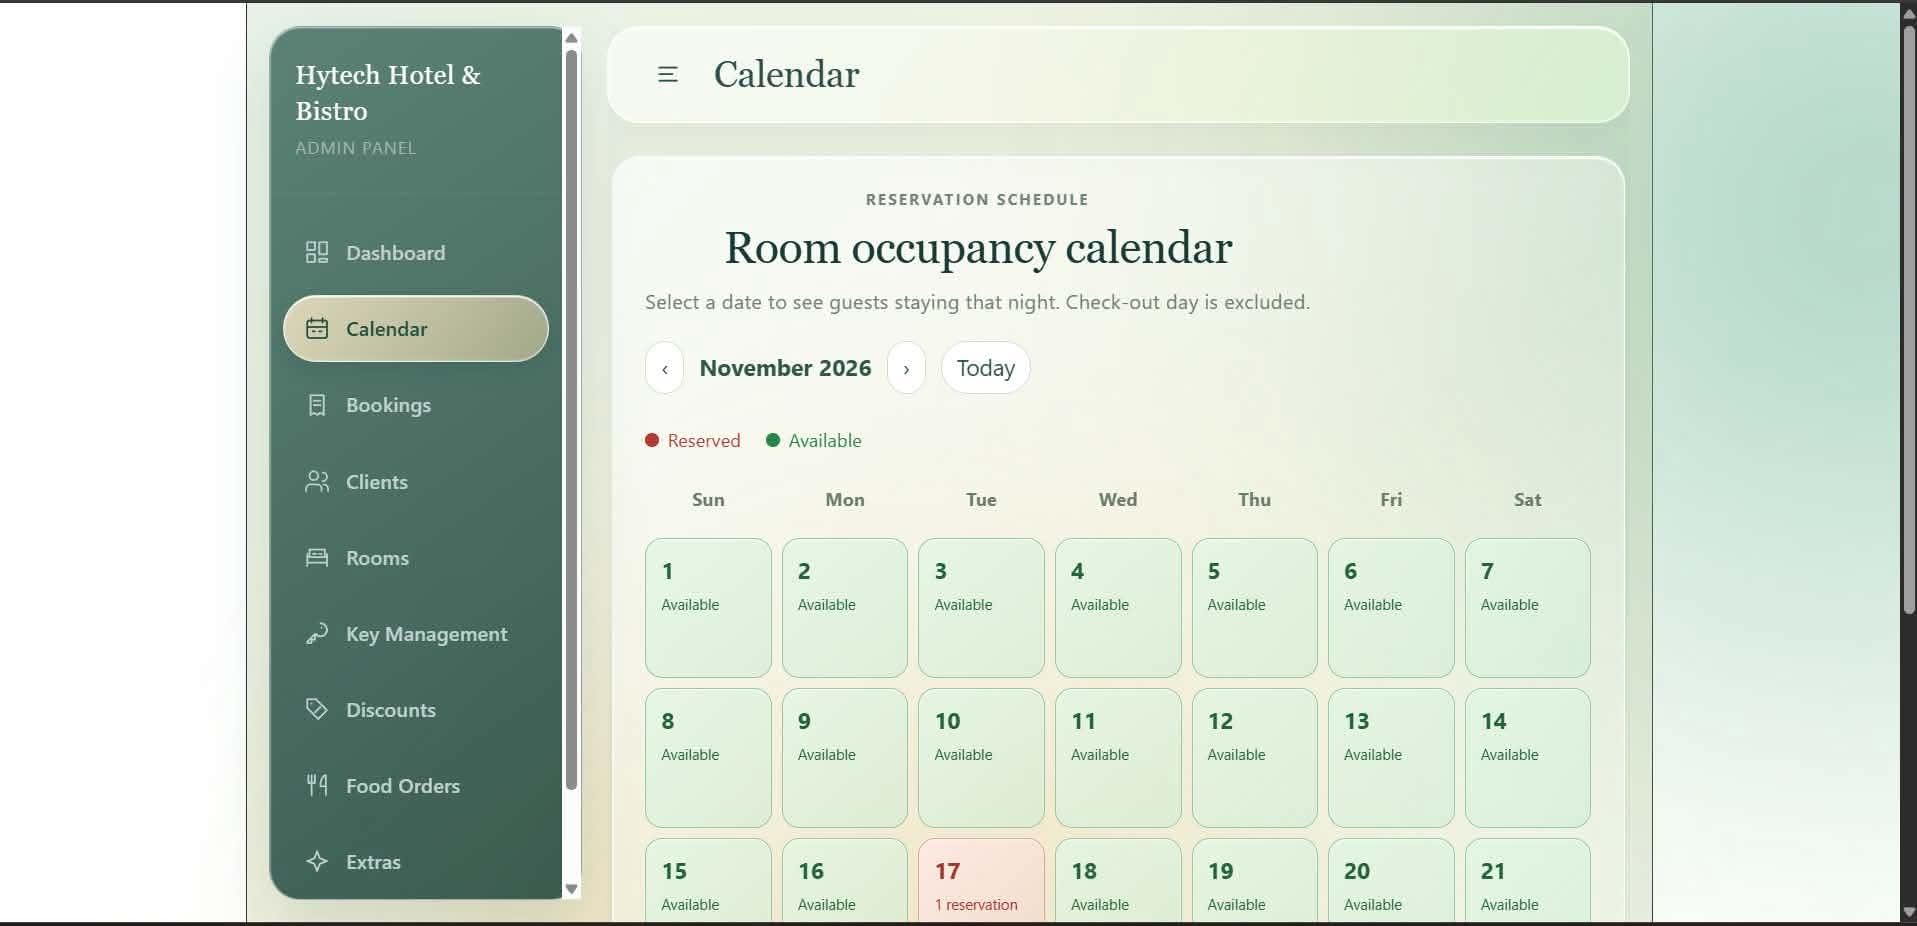 Hytech Hotel &
Bistro
ADMIN PANEL
Dashboard
Calendar
Bookings
Clients
Rooms
Key Management
Discounts
Food Orders
Extras
Calendar
RESERVATION SCHEDULE
Room occupancy calendar
Select a date to see guests staying that night. Check-out day is excluded.
‹ November 2026 › Today
Reserved Available
Sun Mon Tue Wed Thu Fri Sat
1 2 3 4 5 6 7
Available Available Available Available Available Available Available
8 9 10 11 12 13 14
Available Available Available Available Available Available Available
15 16 17 18 19 20 21
Available Available 1 reservation Available Available Available Available